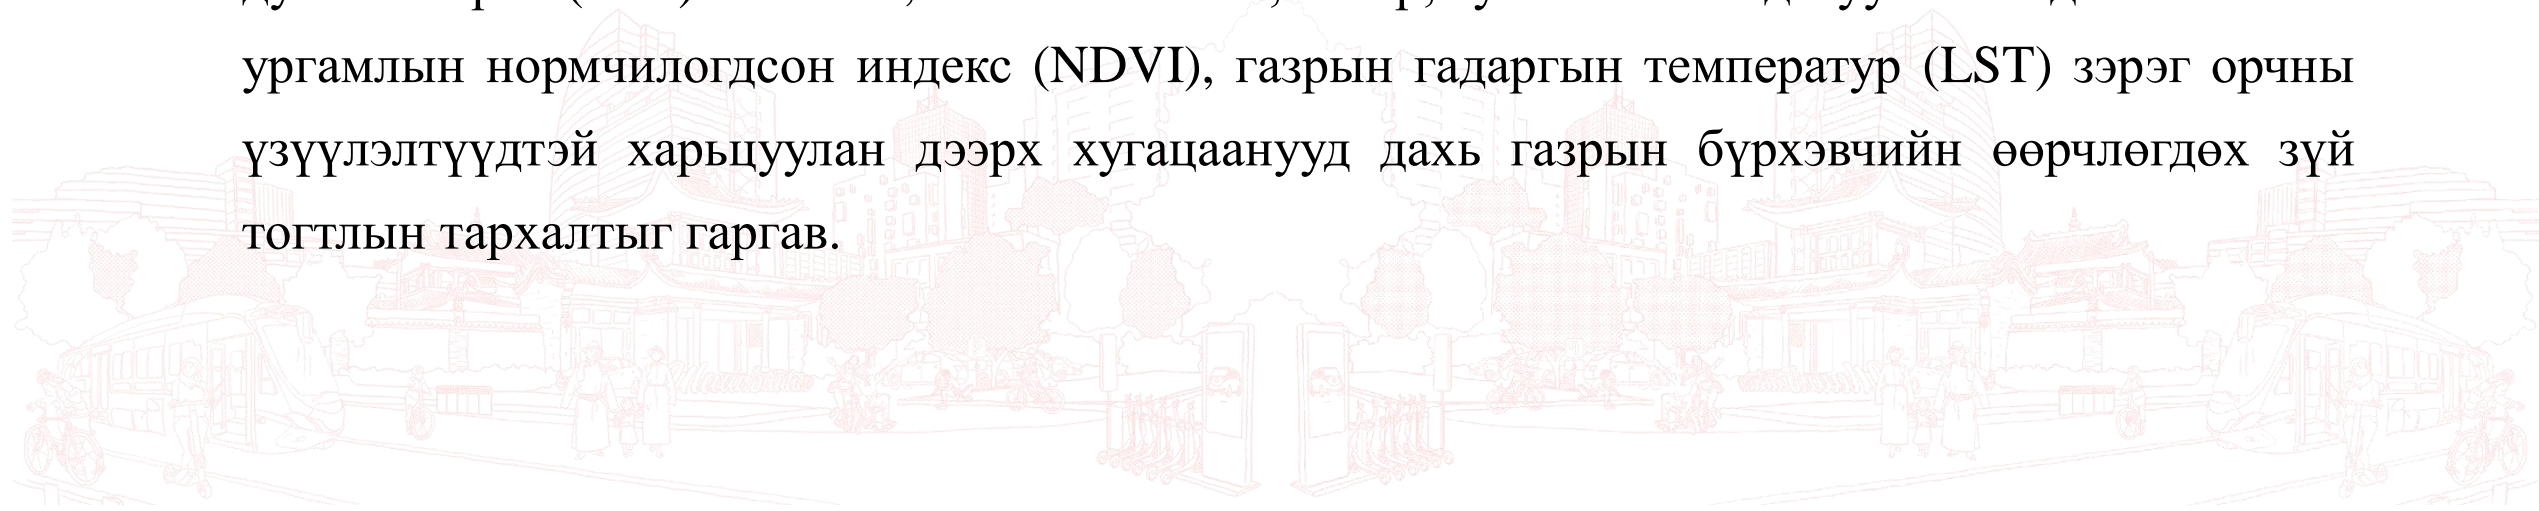 ургамлын нормчилогдсон индекс (NDVI), газрын гадаргын температур (LST) зэрэг орчны
үзүүлэлтүүдтэй харьцуулан дээрх хугацаанууд дахь газрын бүрхэвчийн өөрчлөгдөх зүй
тогтлын тархалтыг гаргав.